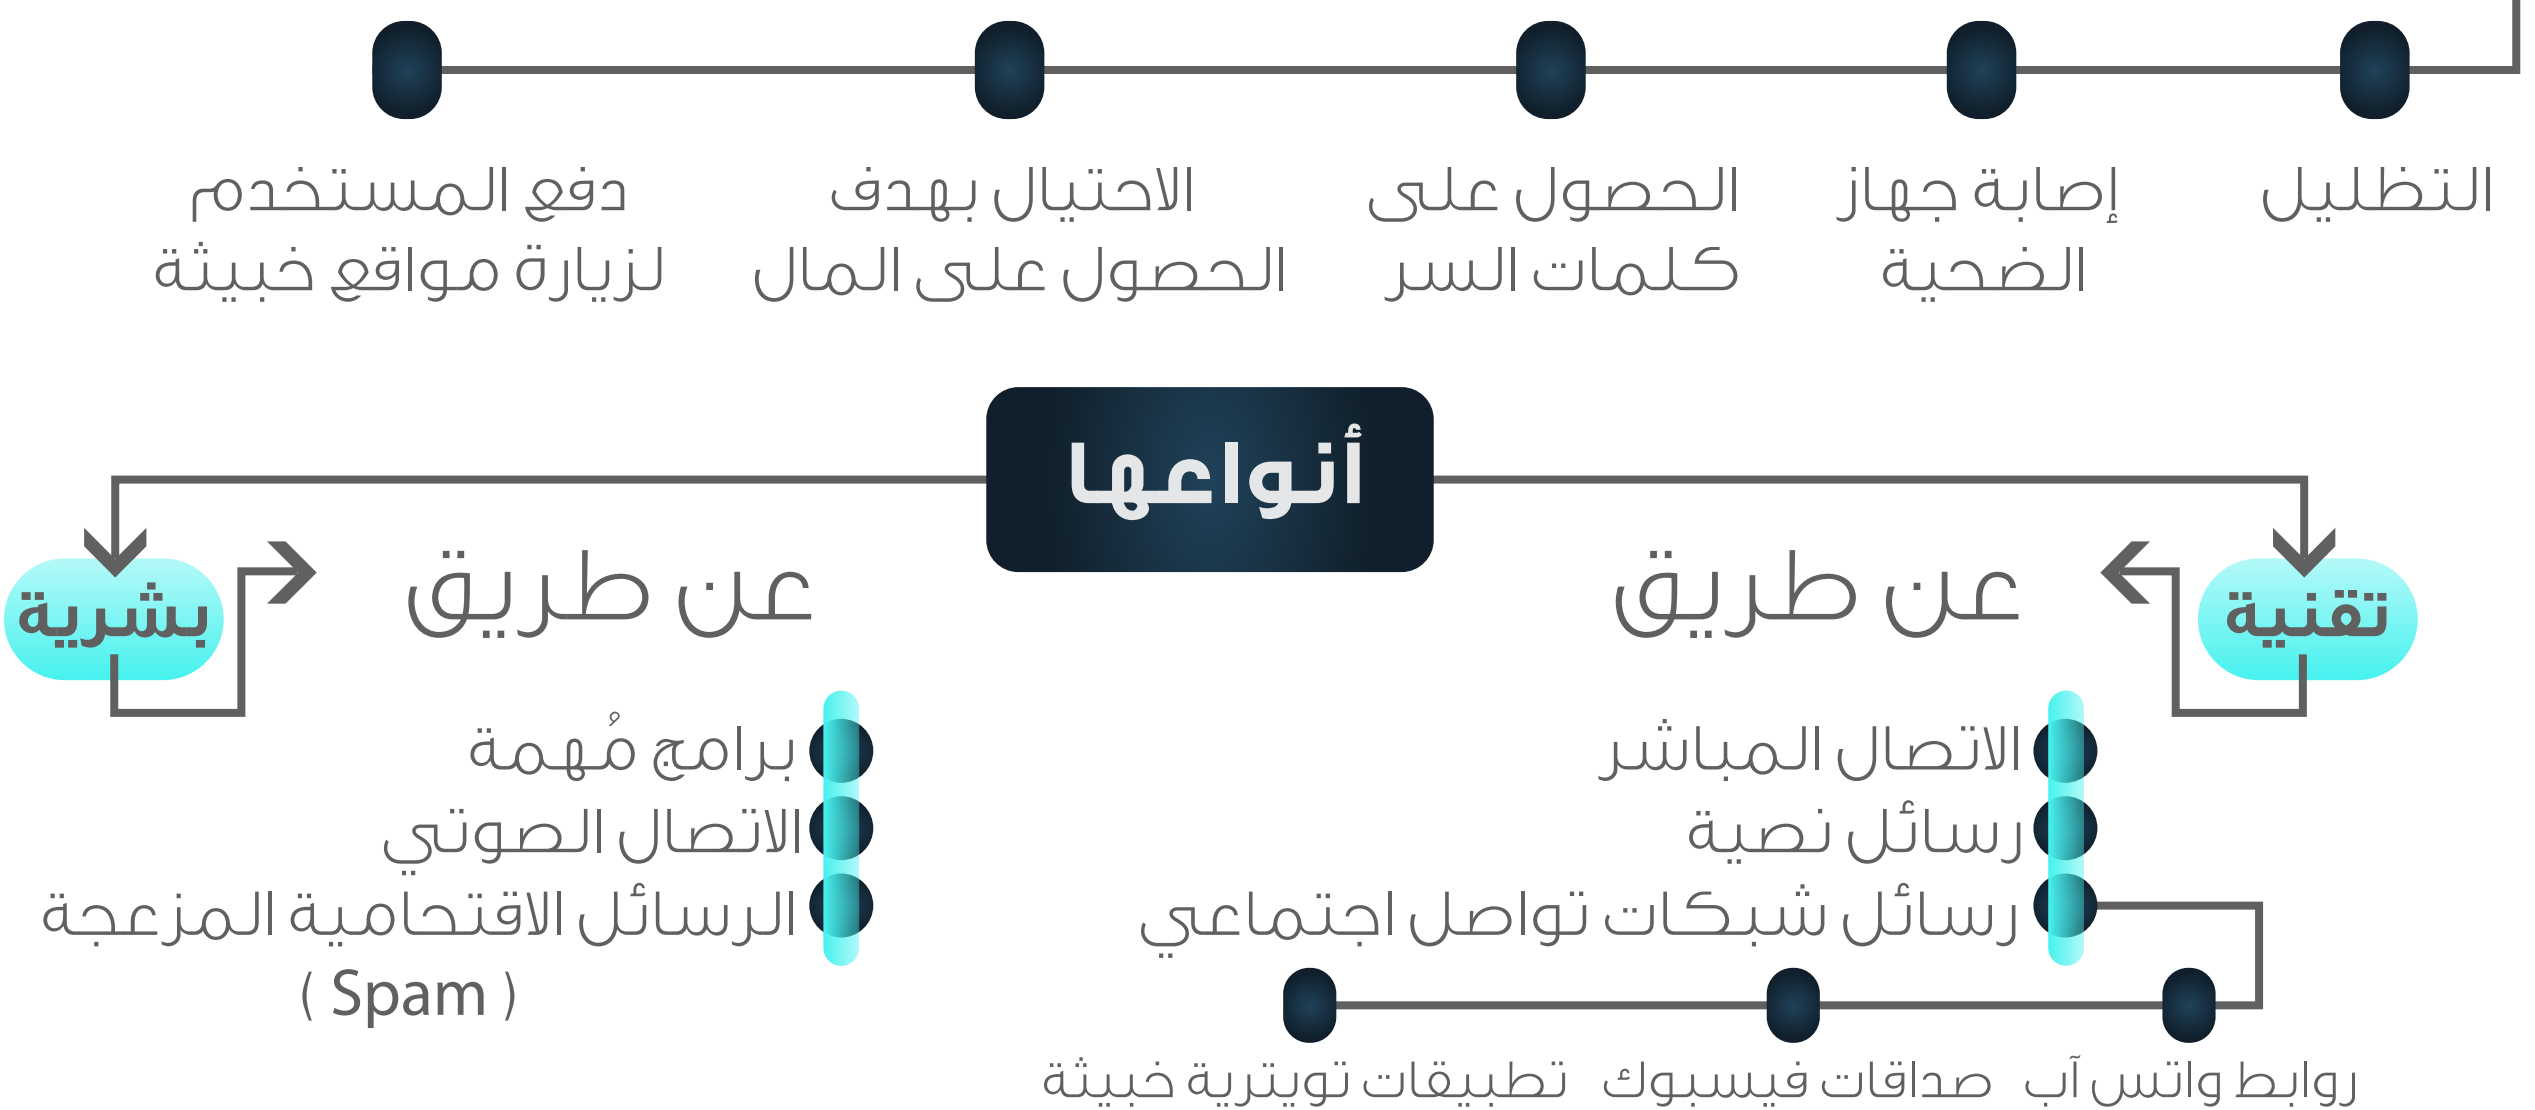 التظليل
إصابة جهاز
الضحية
الحصول على
كلمات السر
الاحتيال بهدف
الحصول على المال
دفع المستخدم
لزيارة مواقع خبيثة
أنواعها
تقنية
عن طريق
الاتصال المباشر
رسائل نصية
رسائل شبكات تواصل اجتماعي
روابط واتس آب
صداقات فيسبوك
تطبيقات تويترية خبيثة
بشرية
عن طريق
برامج مُهمة
الاتصال الصوتي
الرسائل الاقتحامية المزعجة
( Spam )